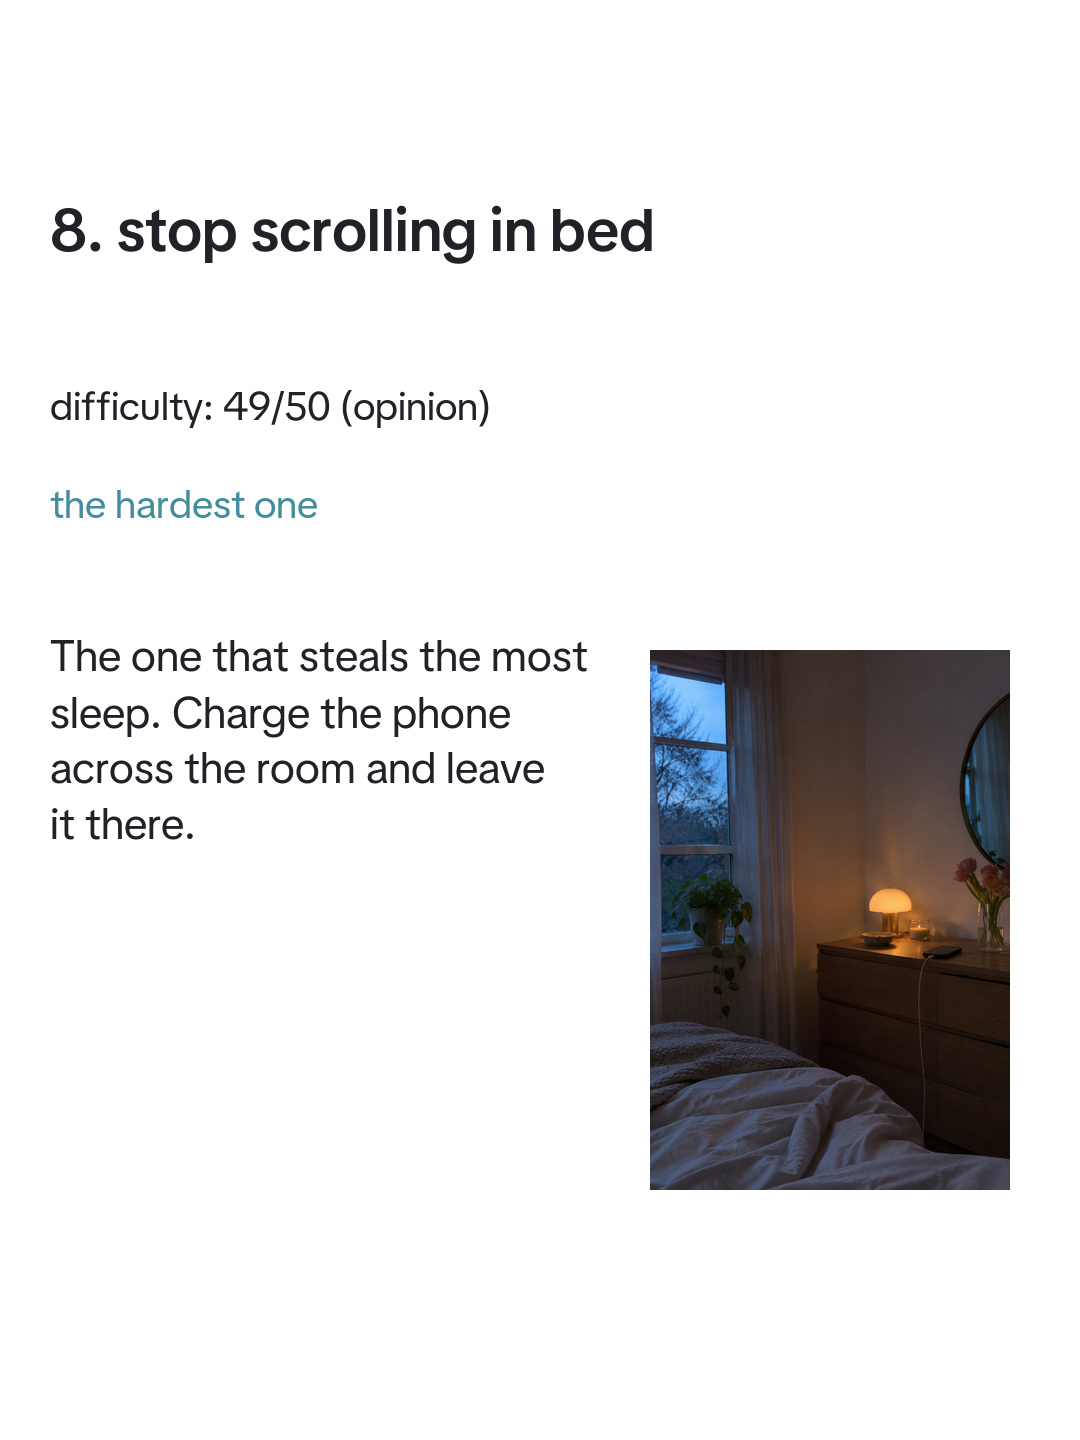 8. stop scrolling in bed
difficulty: 49/50 (opinion)
the hardest one
The one that steals the most
sleep. Charge the phone
across the room and leave
it there.